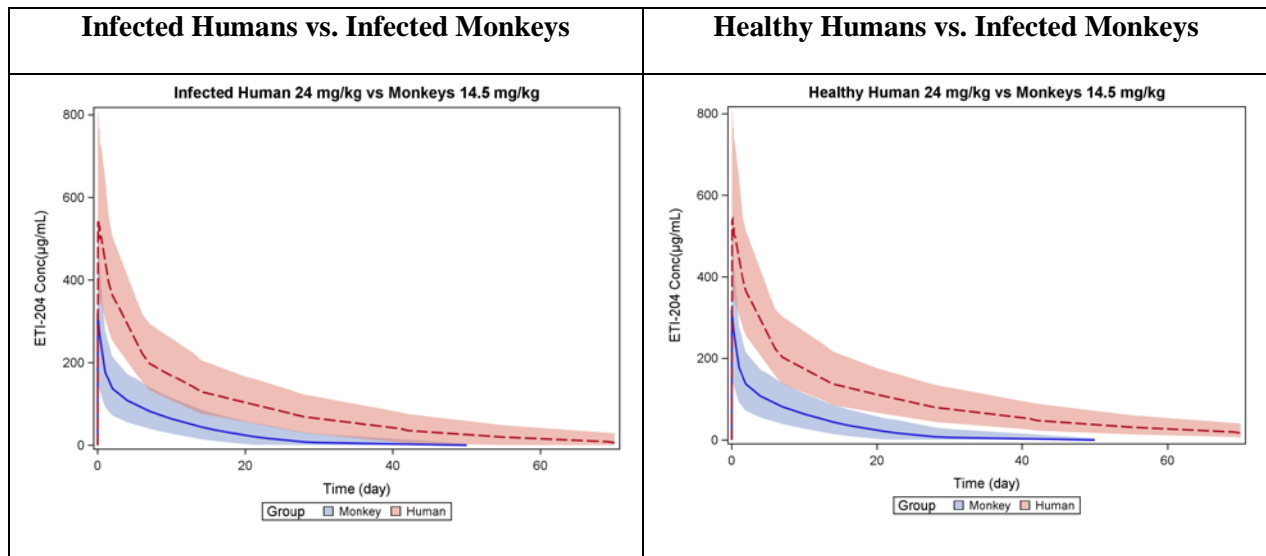 Infected Humans vs. Infected Monkeys
Healthy Humans vs. Infected Monkeys
Infected Human 24 mg/kg vs Monkeys 14.5 mg/kg
800
600
400
200
0
ETI-204 Conc(µg/mL)
0 20 40 60
Time (day)
Group Monkey Human
Healthy Human 24 mg/kg vs Monkeys 14.5 mg/kg
800
600
400
200
0
ETI-204 Conc(µg/mL)
0 20 40 60
Time (day)
Group Monkey Human